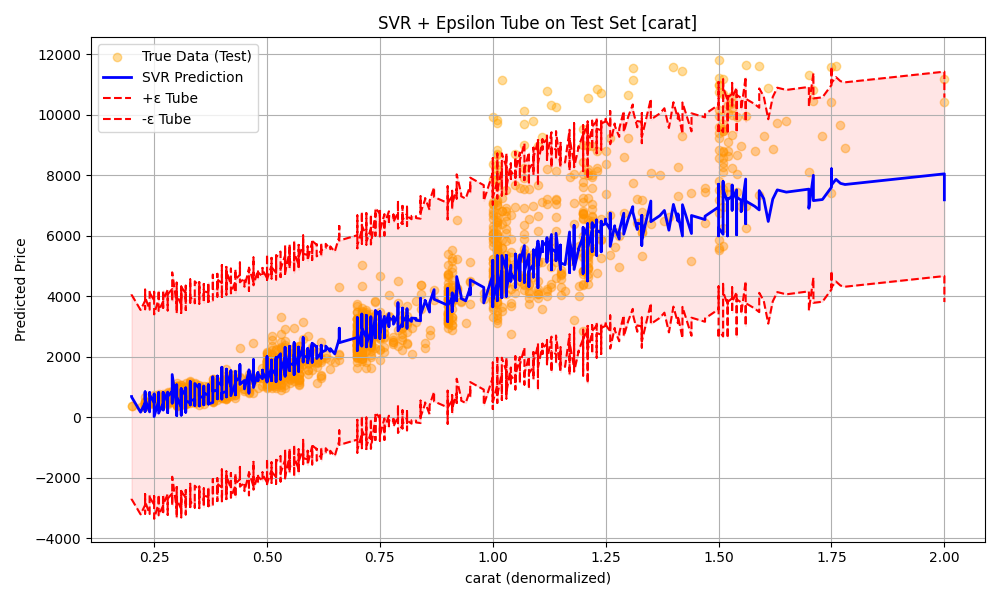 SVR + Epsilon Tube on Test Set [carat]
True Data (Test)
SVR Prediction
+ε Tube
-ε Tube
Predicted Price
12000
10000
8000
6000
4000
2000
0
−2000
−4000
0.25 0.50 0.75 1.00 1.25 1.50 1.75 2.00
carat (denormalized)